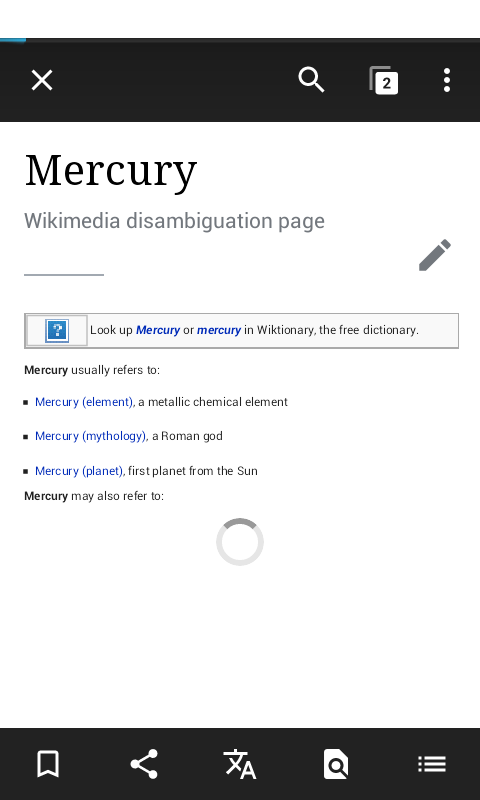 2
Mercury
Wikimedia disambiguation page
Look up Mercury or mercury in Wiktionary, the free dictionary.
Mercury usually refers to:
Mercury (element), a metallic chemical element
Mercury (mythology), a Roman god
Mercury (planet), first planet from the Sun
Mercury may also refer to: